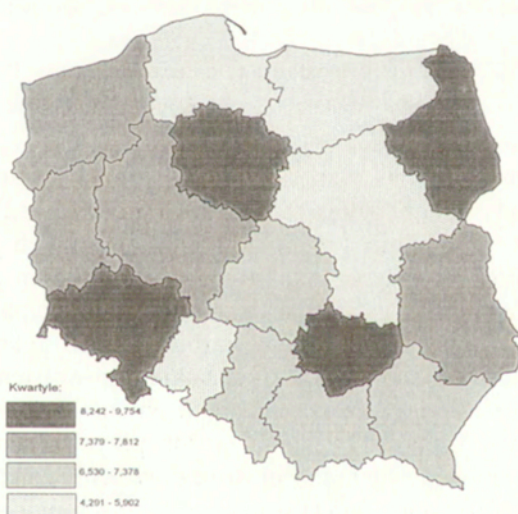 Kwartyle:
8,242 - 9,754
7,379 - 7,812
6,530 - 7,378
4,291 - 5,902